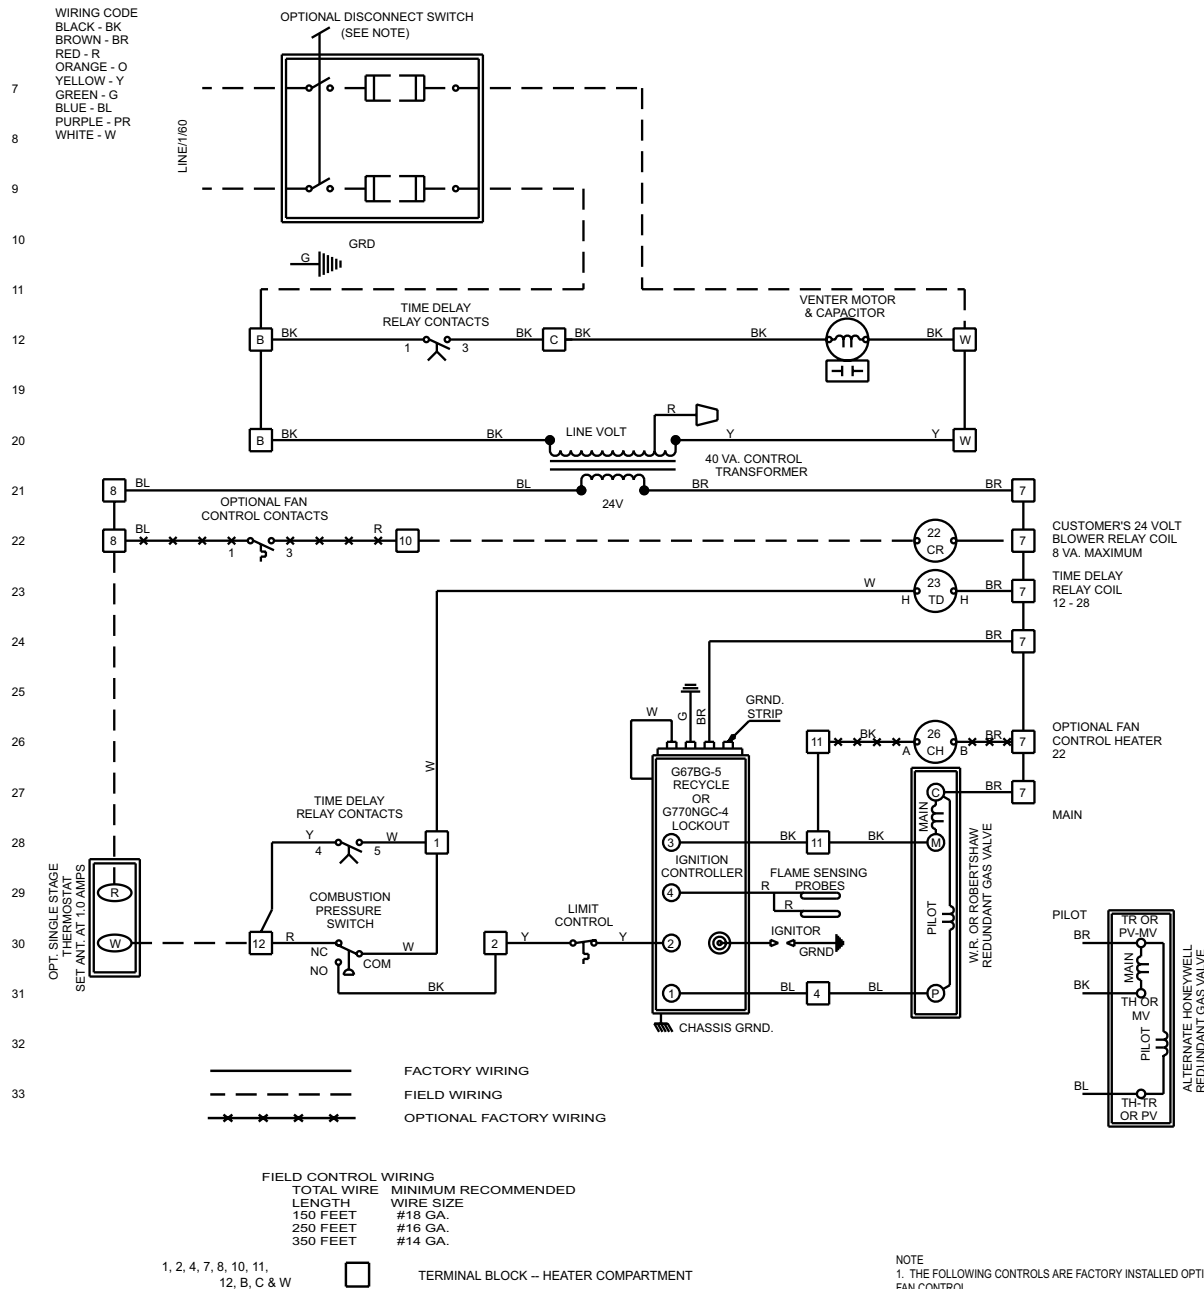 WIRING CODE
BLACK - BK
BROWN - BR
RED - R
ORANGE - O
YELLOW - Y
GREEN - G
BLUE - BL
PURPLE - PR
WHITE - W
OPTIONAL DISCONNECT SWITCH
(SEE NOTE)
7
8
LINE/1/60
9
10
GRD
G
11
TIME DELAY
RELAY CONTACTS
VENTER MOTOR
& CAPACITOR
12
B BK 1 3 BK C BK BK BK W
19
20
B BK BK LINE VOLT R Y Y W
40 VA. CONTROL
TRANSFORMER
21
8 BL BL 24V BR BR 7
OPTIONAL FAN
CONTROL CONTACTS
22
8 BL 1 3 R 10 22 CR 7
CUSTOMER'S 24 VOLT
BLOWER RELAY COIL
8 VA. MAXIMUM
23
W H 23 TD H BR 7
TIME DELAY
RELAY COIL
12 - 28
24
BR 7
25
GRND.
STRIP
26
W G BR
11 BK A 26 CH B BR 7
OPTIONAL FAN
CONTROL HEATER
22
W
G67BG-5
RECYCLE
OR
G770NGC-4
LOCKOUT
27
C BR 7
MAIN
TIME DELAY
RELAY CONTACTS
28
Y 4 5 W 1
3 BK 11 BK M
MAIN
IGNITION
CONTROLLER
29
OPT. SINGLE STAGE
THERMOSTAT
SET ANT. AT 1.0 AMPS
R
COMBUSTION
PRESSURE
SWITCH
LIMIT
CONTROL
4 R R
FLAME SENSING
PROBES
PILOT
W.R. OR ROBERTSHAW
REDUNDANT GAS VALVE
30
W 12 R NC NO COM W 2 Y Y 2
IGNITOR
GRND
31
BK
1 BL 4 BL P
CHASSIS GRND.
PILOT
BR
TR OR
PV-MV
MAIN
BK
TH OR
MV
PILOT
BL
TH-TR
OR PV
ALTERNATE HONEYWELL
REDUNDANT GAS VALVE
32
33
FACTORY WIRING
FIELD WIRING
OPTIONAL FACTORY WIRING
FIELD CONTROL WIRING
TOTAL WIRE MINIMUM RECOMMENDED
LENGTH WIRE SIZE
150 FEET #18 GA.
250 FEET #16 GA.
350 FEET #14 GA.
1, 2, 4, 7, 8, 10, 11,
12, B, C & W
TERMINAL BLOCK -- HEATER COMPARTMENT
NOTE
1. THE FOLLOWING CONTROLS ARE FACTORY INSTALLED OPTI
FAN CONTROL